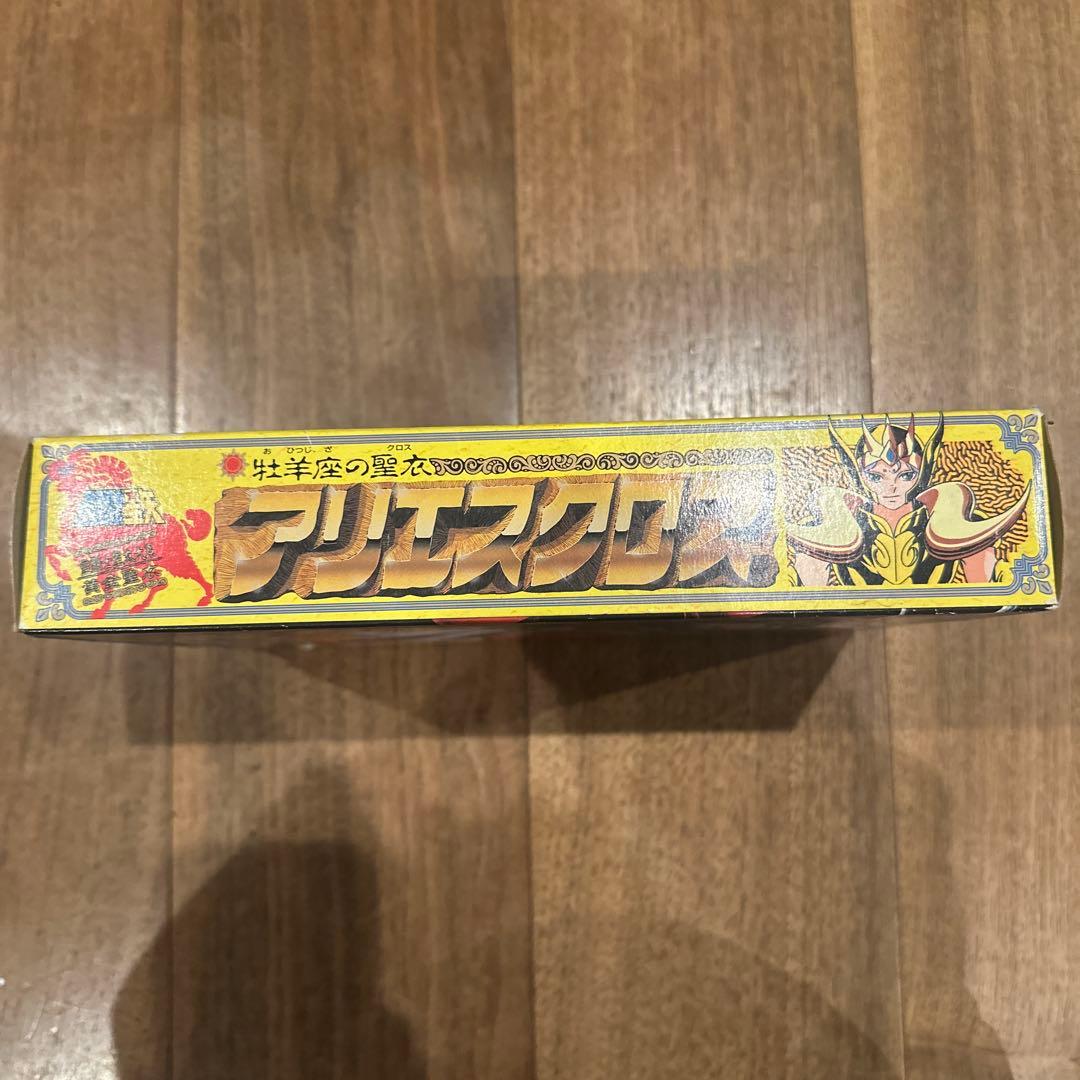 お ひつじ ざ クロス
牡羊座の聖衣
アリエスクロス